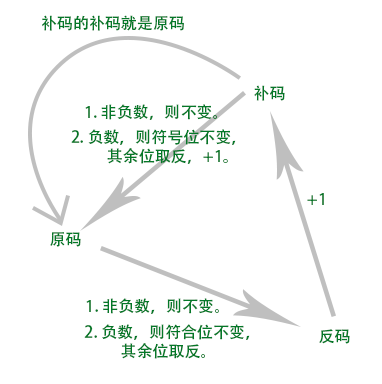 补码的补码就是原码
补码
1. 非负数，则不变。
2. 负数，则符号位不变，
其余位取反，+1。
+1
原码
1. 非负数，则不变。
2. 负数，则符合位不变，
其余位取反。
反码